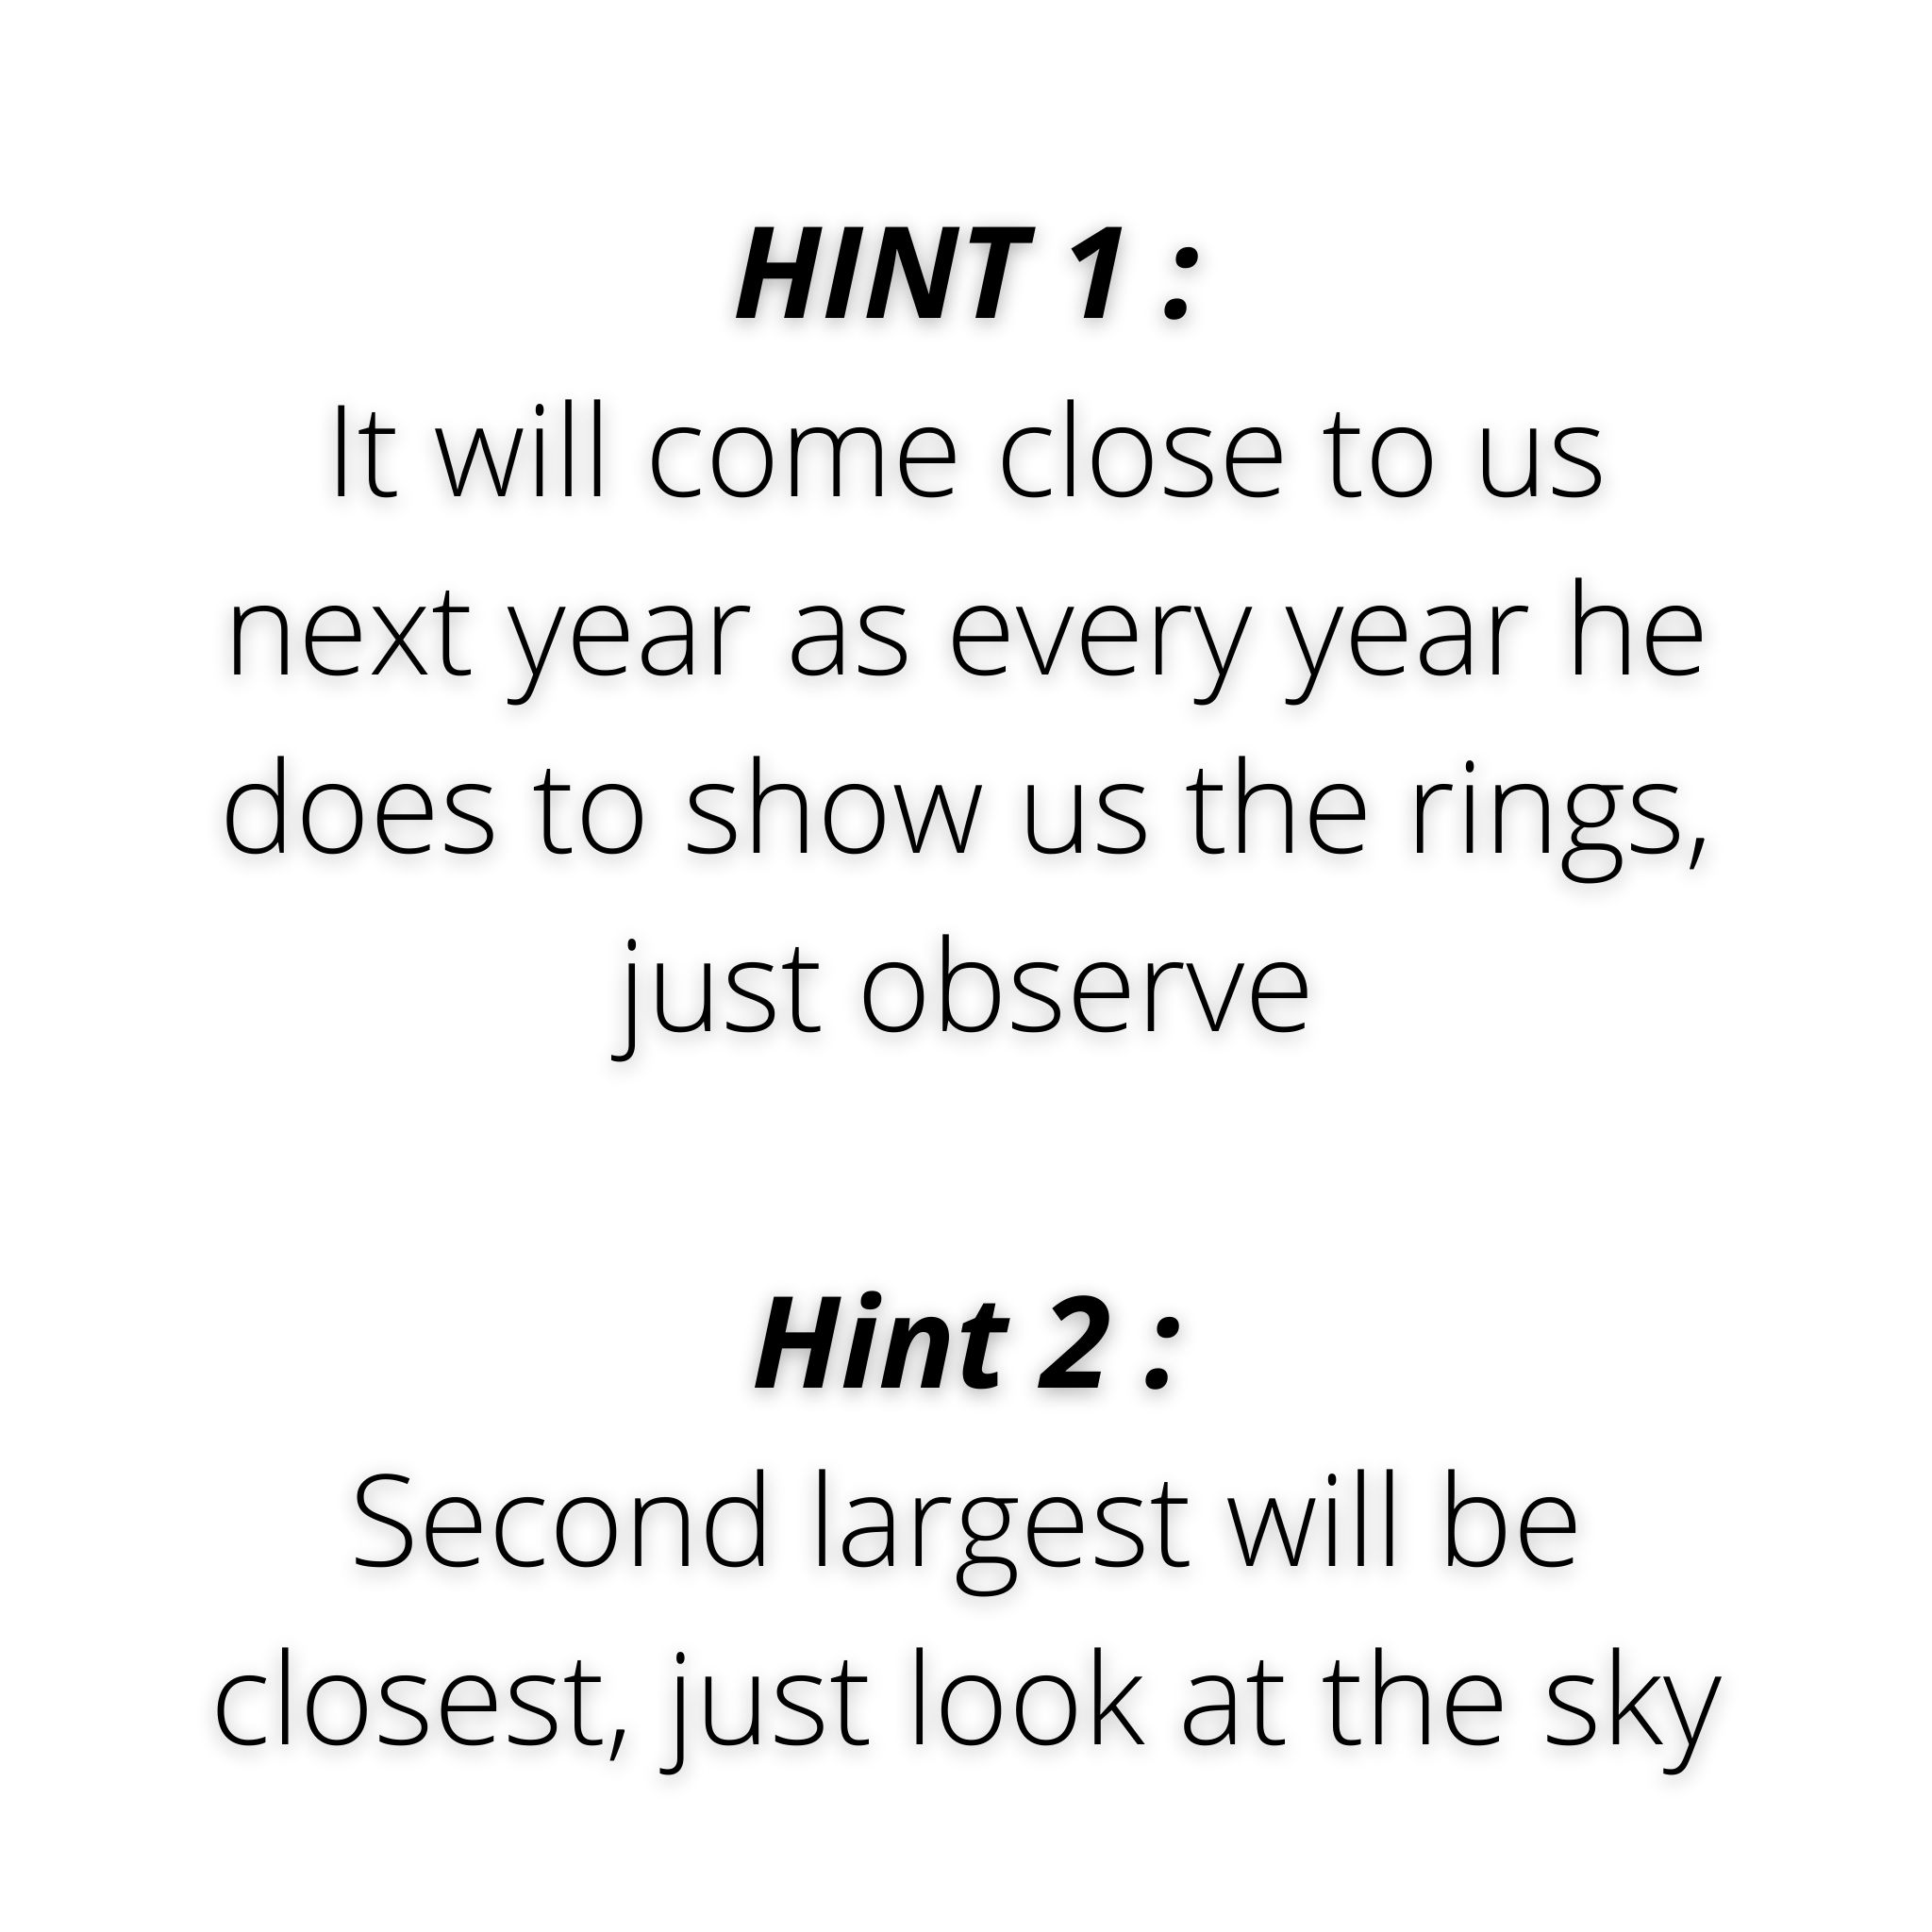 HINT 1 :
It will come close to us
next year as every year he
does to show us the rings,
just observe
Hint 2 :
Second largest will be
closest, just look at the sky